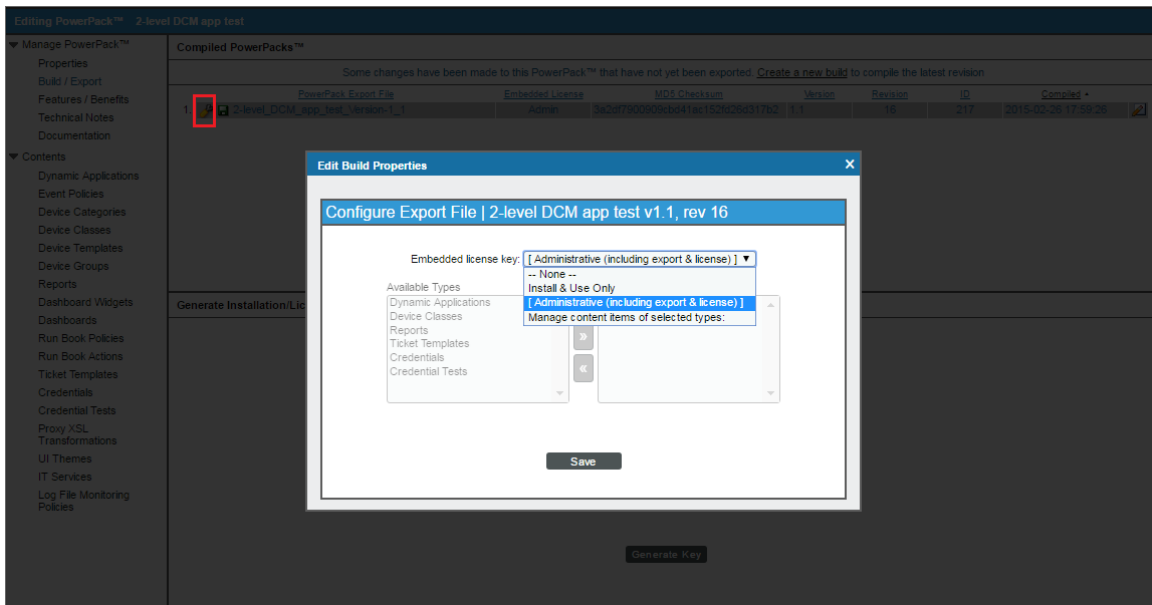 Editing PowerPack™ 2-level DCM app test
Manage PowerPack™
Properties
Build / Export
Features / Benefits
Technical Notes
Documentation
Contents
Dynamic Applications
Event Policies
Device Categories
Device Classes
Device Templates
Device Groups
Reports
Dashboard Widgets
Dashboards
Run Book Policies
Run Book Actions
Ticket Templates
Credentials
Credential Tests
Proxy XSL
Transformations
UI Themes
IT Services
Log File Monitoring
Policies
Compiled PowerPacks™
Some changes have been made to this PowerPack™ that have not yet been exported. Create a new build to compile the latest revision
PowerPack Export File Embedded License MD5 Checksum Version Revision ID Compiled
1. 2-level_DCM_app_test_Version-1_1 Admin 1.1 16 217 2015-02-26 17:59:26
Edit Build Properties
Configure Export File | 2-level DCM app test v1.1, rev 16
Embedded license key: [ Administrative (including export & license) ]
-- None --
Install & Use Only
[ Administrative (including export & license) ]
Manage content items of selected types:
Available Types
Dynamic Applications
Device Classes
Reports
Ticket Templates
Credentials
Credential Tests
»
«
Save
Generate Installation/Lic
Generate Key